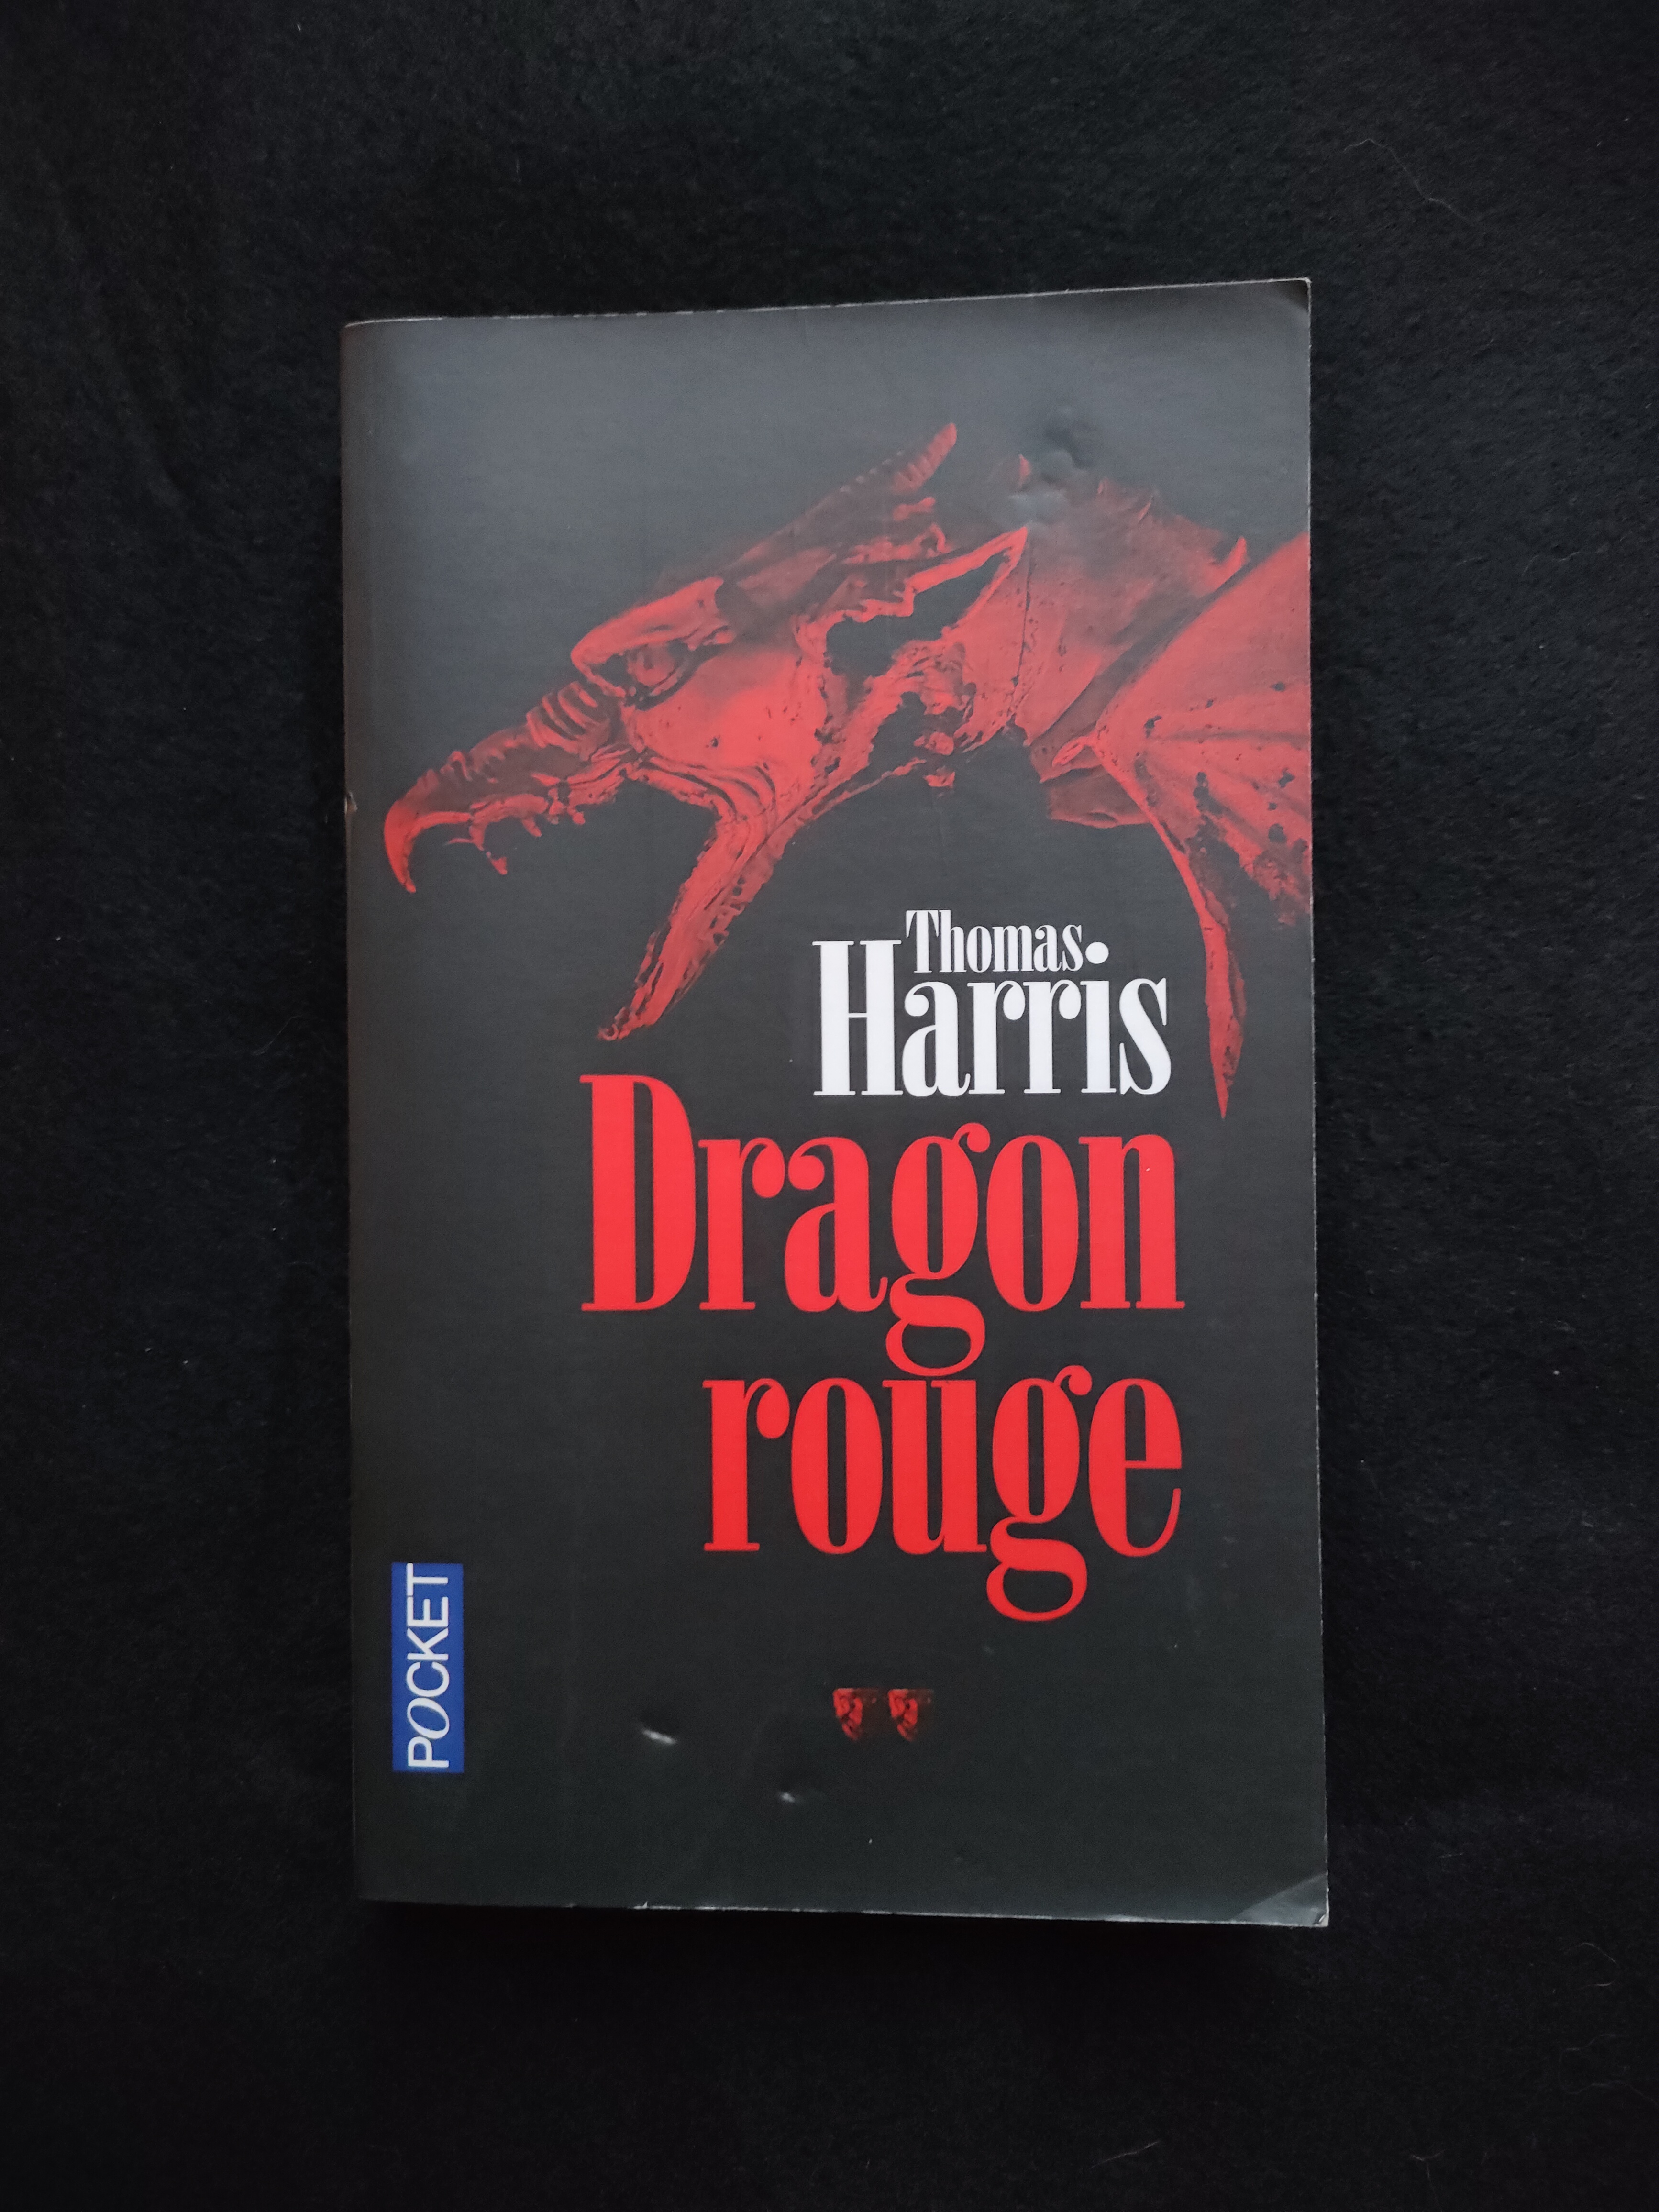 Thomas
Harris
Dragon
rouge
POCKET